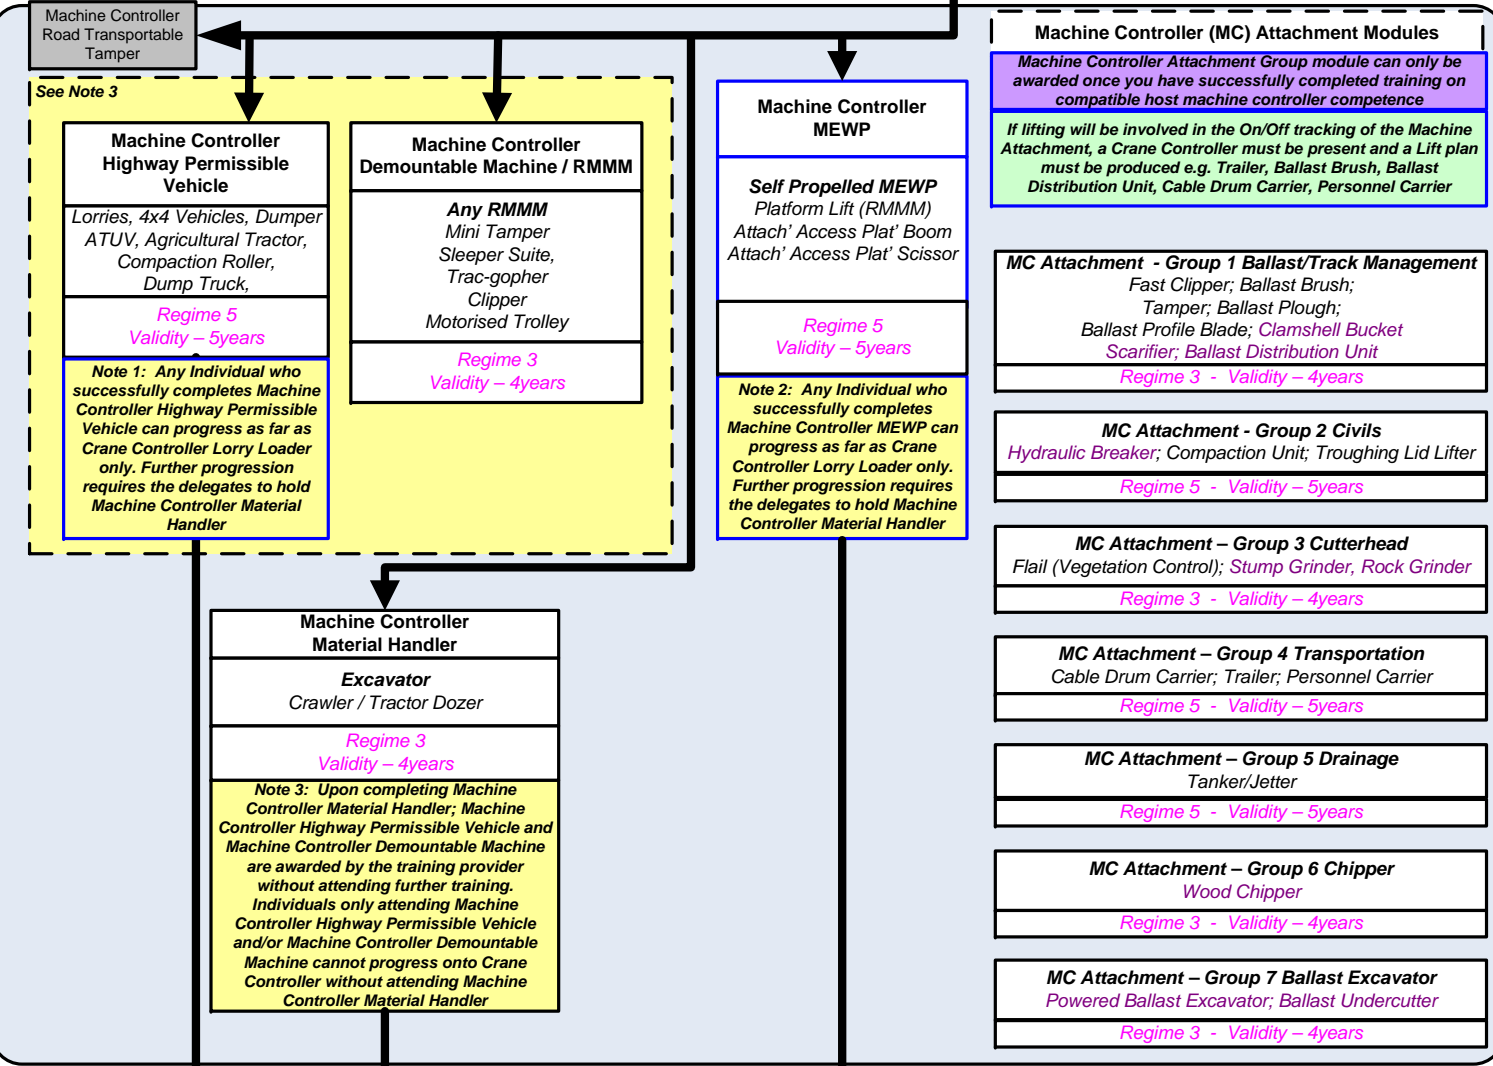 Machine Controller
Road Transportable
Tamper
See Note 3
Machine Controller
Highway Permissible
Vehicle
Lorries, 4x4 Vehicles, Dumper
ATUV, Agricultural Tractor,
Compaction Roller,
Dump Truck,
Regime 5
Validity – 5years
Note 1:  Any Individual who
successfully completes Machine
Controller Highway Permissible
Vehicle can progress as far as
Crane Controller Lorry Loader
only. Further progression
requires the delegates to hold
Machine Controller Material
Handler
Machine Controller
Demountable Machine / RMMM
Any RMMM
Mini Tamper
Sleeper Suite,
Trac-gopher
Clipper
Motorised Trolley
Regime 3
Validity – 4years
Machine Controller
MEWP
Self Propelled MEWP
Platform Lift (RMMM)
Attach’ Access Plat’ Boom
Attach’ Access Plat’ Scissor
Regime 5
Validity – 5years
Note 2:  Any Individual who
successfully completes
Machine Controller MEWP can
progress as far as Crane
Controller Lorry Loader only.
Further progression requires
the delegates to hold Machine
Controller Material Handler
Machine Controller
Material Handler
Excavator
Crawler / Tractor Dozer
Regime 3
Validity – 4years
Note 3:  Upon completing Machine
Controller Material Handler; Machine
Controller Highway Permissible Vehicle and
Machine Controller Demountable Machine
are awarded by the training provider
without attending further training.
Individuals only attending Machine
Controller Highway Permissible Vehicle
and/or Machine Controller Demountable
Machine cannot progress onto Crane
Controller without attending Machine
Controller Material Handler
Machine Controller (MC) Attachment Modules
Machine Controller Attachment Group module can only be
awarded once you have successfully completed training on
compatible host machine controller competence
If lifting will be involved in the On/Off tracking of the Machine
Attachment, a Crane Controller must be present and a Lift plan
must be produced e.g. Trailer, Ballast Brush, Ballast
Distribution Unit, Cable Drum Carrier, Personnel Carrier
MC Attachment  - Group 1 Ballast/Track Management
Fast Clipper; Ballast Brush;
Tamper; Ballast Plough;
Ballast Profile Blade; Clamshell Bucket
Scarifier; Ballast Distribution Unit
Regime 3  -  Validity – 4years
MC Attachment - Group 2 Civils
Hydraulic Breaker; Compaction Unit; Troughing Lid Lifter
Regime 5  -  Validity – 5years
MC Attachment – Group 3 Cutterhead
Flail (Vegetation Control); Stump Grinder, Rock Grinder
Regime 3  -  Validity – 4years
MC Attachment – Group 4 Transportation
Cable Drum Carrier; Trailer; Personnel Carrier
Regime 5  -  Validity – 5years
MC Attachment – Group 5 Drainage
Tanker/Jetter
Regime 5  -  Validity – 5years
MC Attachment – Group 6 Chipper
Wood Chipper
Regime 3  -  Validity – 4years
MC Attachment – Group 7 Ballast Excavator
Powered Ballast Excavator; Ballast Undercutter
Regime 3  -  Validity – 4years